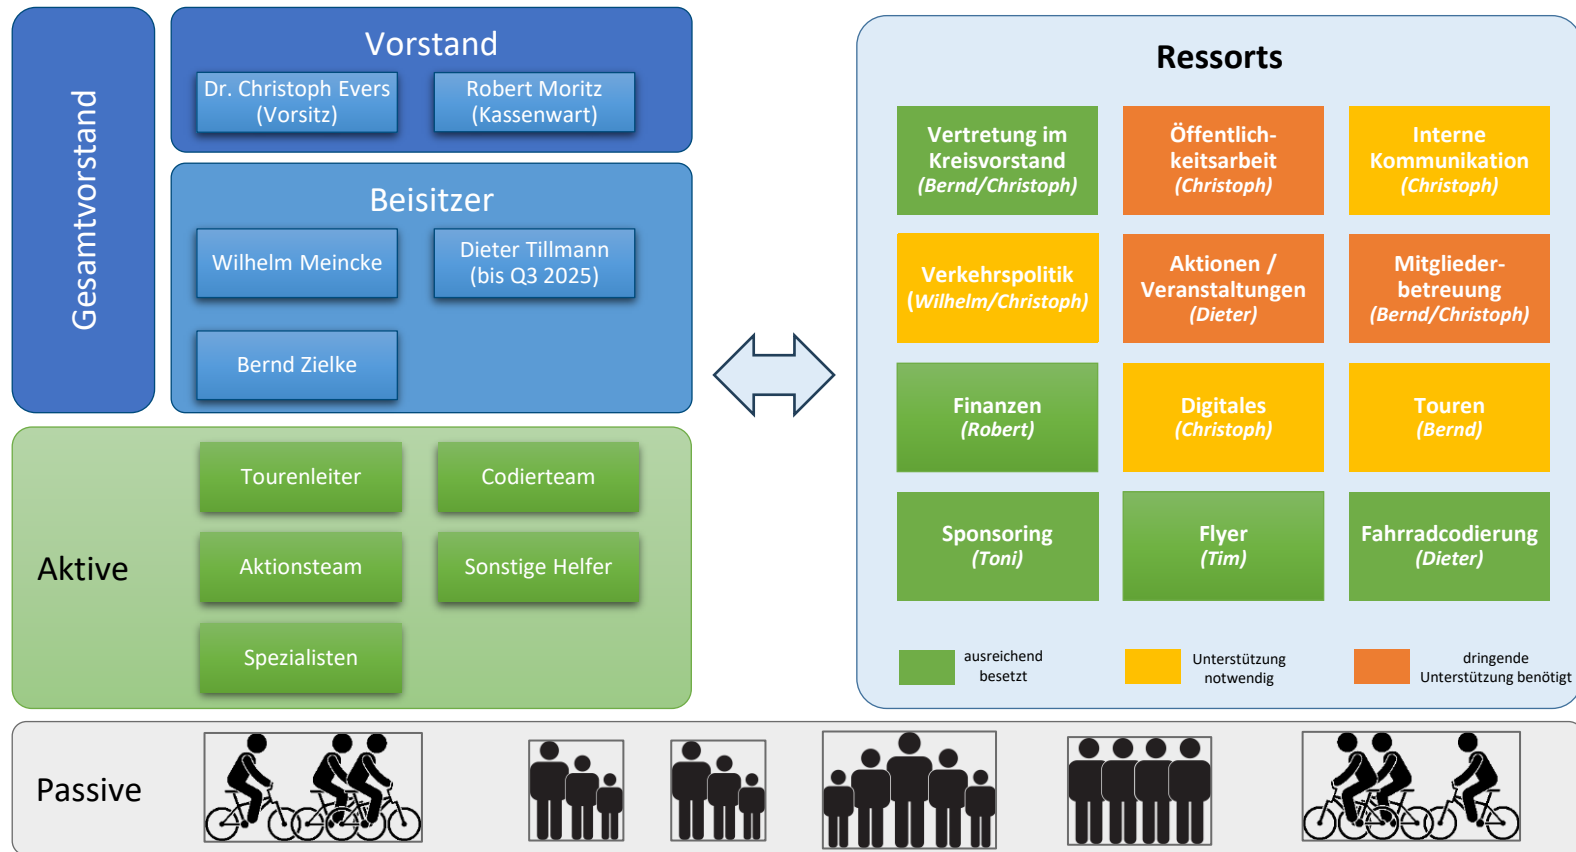 Gesamtvorstand
Vorstand
Dr. Christoph Evers
(Vorsitz)
Robert Moritz
(Kassenwart)
Beisitzer
Wilhelm Meincke
Dieter Tillmann
(bis Q3 2025)
Bernd Zielke
Aktive
Tourenleiter
Codierteam
Aktionsteam
Sonstige Helfer
Spezialisten
Ressorts
Vertretung im
Kreisvorstand
(Bernd/Christoph)
Öffentlich-
keitsarbeit
(Christoph)
Interne
Kommunikation
(Christoph)
Verkehrspolitik
(Wilhelm/Christoph)
Aktionen /
Veranstaltungen
(Dieter)
Mitglieder-
betreuung
(Bernd/Christoph)
Finanzen
(Robert)
Digitales
(Christoph)
Touren
(Bernd)
Sponsoring
(Toni)
Flyer
(Tim)
Fahrradcodierung
(Dieter)
ausreichend
besetzt
Unterstützung
notwendig
dringende
Unterstützung benötigt
Passive